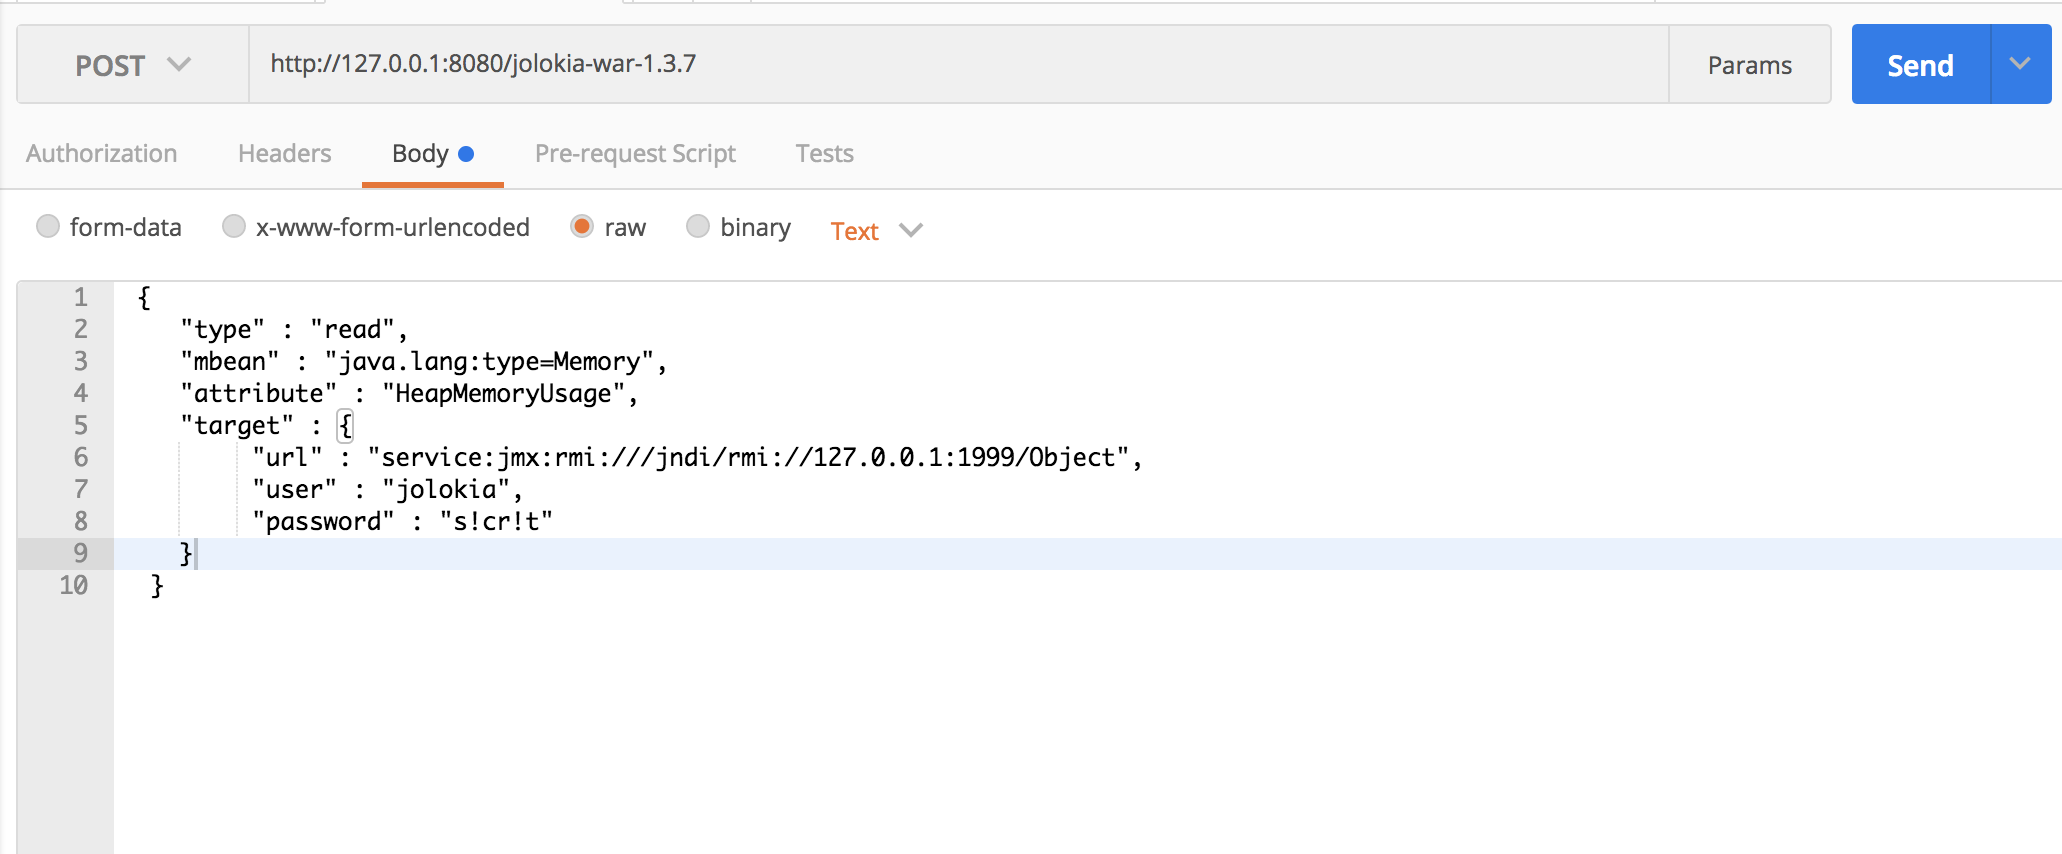 POST http://127.0.0.1:8080/jolokia-war-1.3.7 Params Send
Authorization Headers Body Pre-request Script Tests
form-data x-www-form-urlencoded raw binary Text
1 {
2 "type" : "read",
3 "mbean" : "java.lang:type=Memory",
4 "attribute" : "HeapMemoryUsage",
5 "target" : {
6 "url" : "service:jmx:rmi:///jndi/rmi://127.0.0.1:1999/Object",
7 "user" : "jolokia",
8 "password" : "s!cr!t"
9 }
10 }